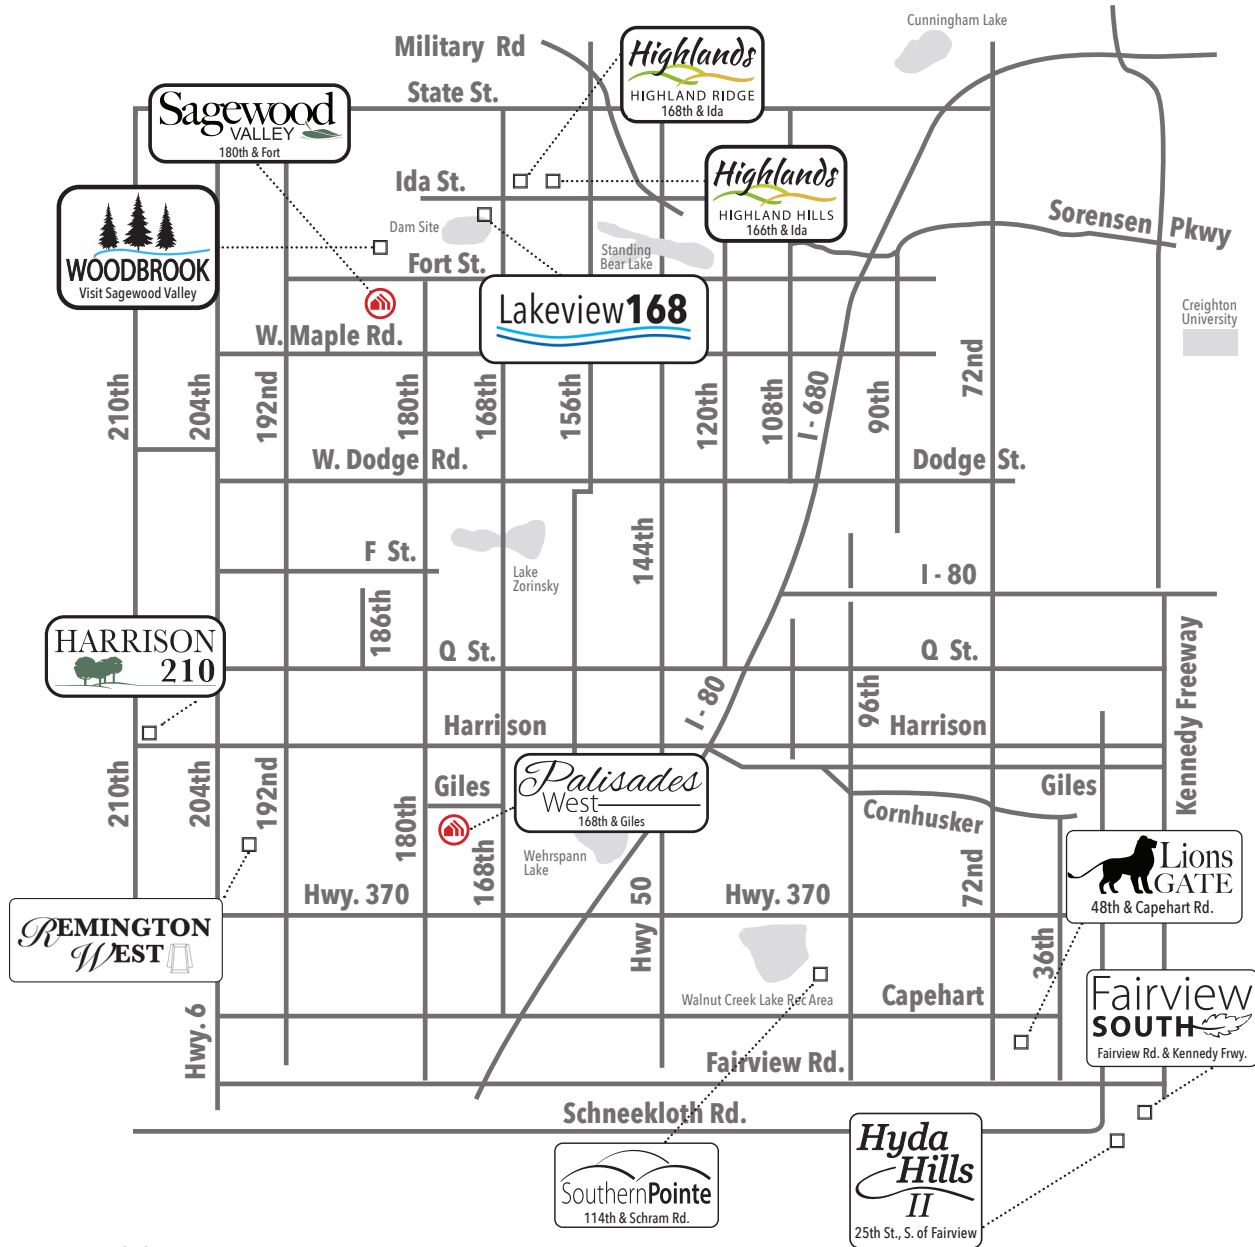 Cunningham Lake
Military Rd
State St.
Highlands
HIGHLAND RIDGE
168th & Ida
Sagewood
VALLEY
180th & Fort
Ida St.
Highlands
HIGHLAND HILLS
166th & Ida
Sorensen Pkwy
WOODBROOK
Visit Sagewood Valley
Dam Site
Fort St.
Standing
Bear Lake
Lakeview168
Creighton
University
W. Maple Rd.
210th
204th
192nd
180th
168th
156th
120th
108th
I - 680
90th
72nd
W. Dodge Rd.
Dodge St.
144th
F St.
Lake
Zorinsky
I - 80
186th
HARRISON
210
Q St.
Q St.
I - 80
96th
Kennedy Freeway
Harrison
Harrison
210th
204th
192nd
180th
Giles
168th
Palisades
West
168th & Giles
Giles
Cornhusker
Wehrspann
Lake
Lions
GATE
48th & Capehart Rd.
72nd
Hwy. 370
Hwy 50
Hwy. 370
36th
REMINGTON
WEST
Walnut Creek Lake Rec Area
Capehart
Fairview
SOUTH
Fairview Rd. & Kennedy Frwy.
Hwy. 6
Fairview Rd.
Schneekloth Rd.
SouthernPointe
114th & Schram Rd.
Hyda
Hills
II
25th St., S. of Fairview